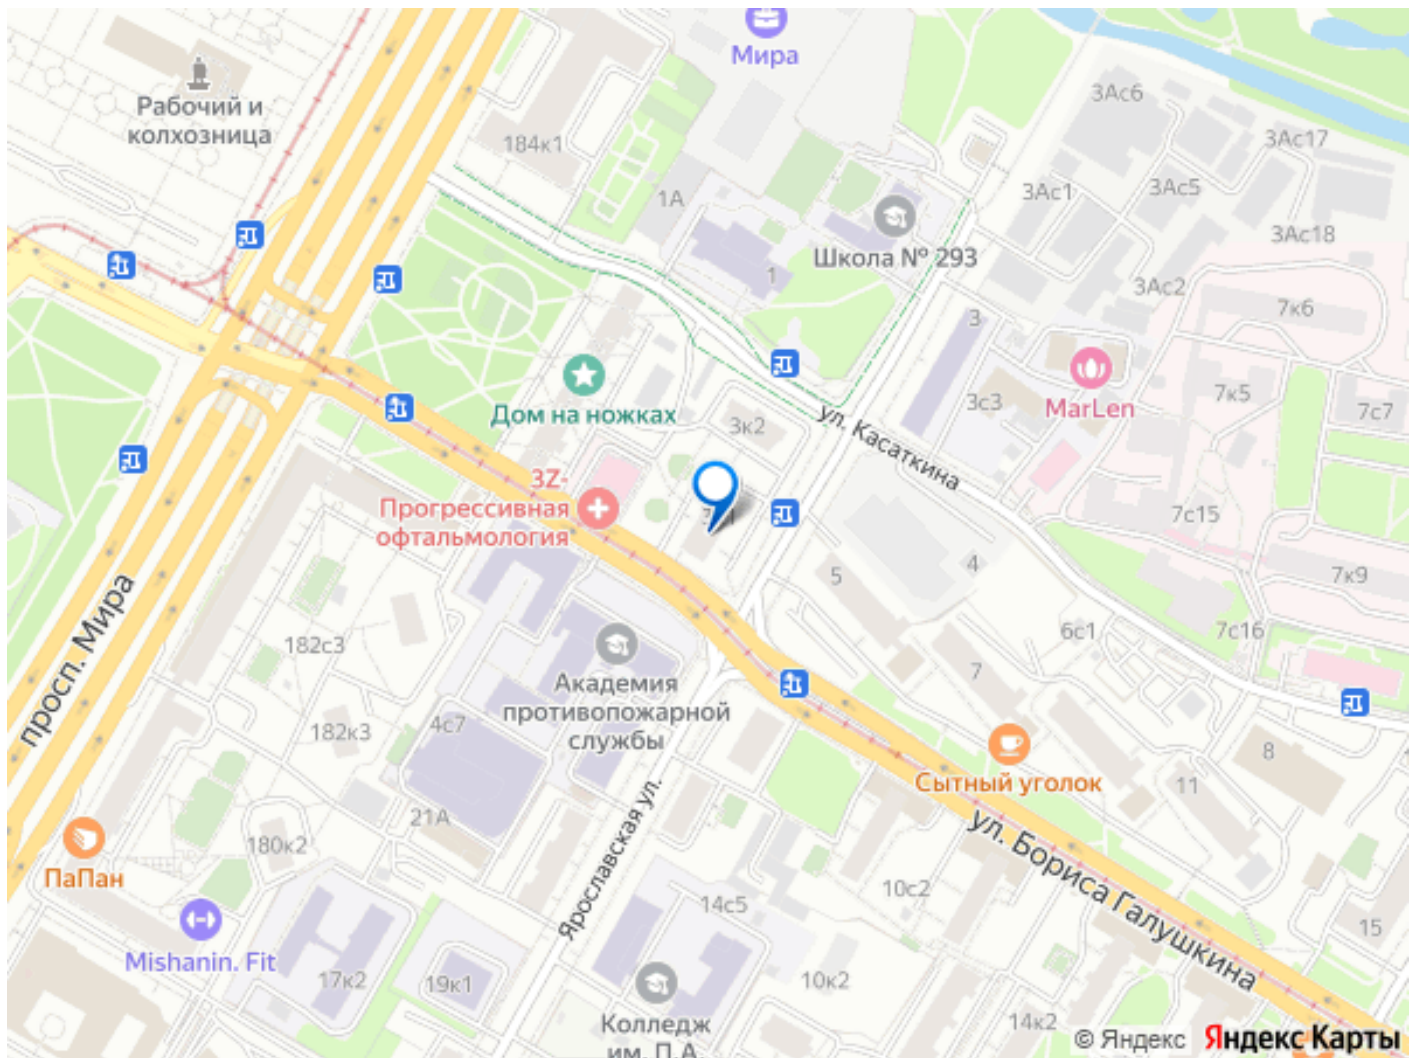 Мира
Рабочий и
колхозница
3Ас6
3Ас17
184к1
3Ас1
3Ас5
1А
3Ас18
Школа № 293
1
3Ас2
7к6
3
Дом на ножках
3с3
MarLen
7к5
7с7
3к2
ул. Касаткина
3Z-
Прогрессивная
офтальмология
7с15
5
4
7к9
просп. Мира
182с3
6с1
7с16
7
Академия
противопожарной
службы
4с7
182к3
8
Сытный уголок
11
21А
180к2
ПаПан
Ярославская ул.
ул. Бориса Галушкина
10с2
14с5
15
Mishanin. Fit
17к2
19к1
10к2
Колледж
им. П.А.
14к2
© Яндекс Яндекс Карты